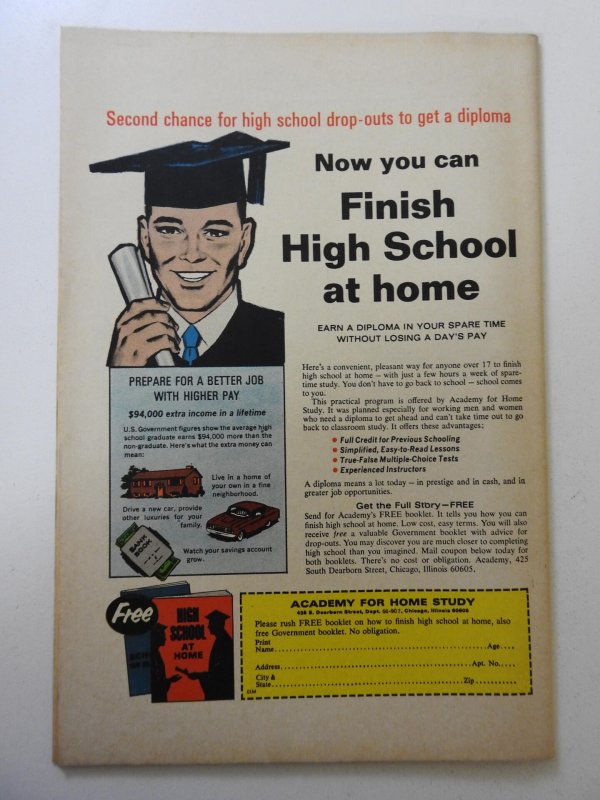 Second chance for high school drop-outs to get a diploma
Now you can
Finish
High School
at home
EARN A DIPLOMA IN YOUR SPARE TIME
WITHOUT LOSING A DAY'S PAY
PREPARE FOR A BETTER JOB
WITH HIGHER PAY
$94,000 extra income in a lifetime
U.S. Government figures show the average high
school graduate earns $94,000 more than the
non-graduate. Here's what the extra money can
mean:
Live in a home of
your own in a fine
neighborhood.
Drive a new car, provide
other luxuries for your
family.
BANK
BOOK
Watch your savings account
grow.
Here's a convenient, pleasant way for anyone over 17 to finish
high school at home – with just a few hours a week of spare-
time study. You don't have to go back to school – school comes
to you.
This practical program is offered by Academy for Home
Study. It was planned especially for working men and women
who need a diploma to get ahead and can't take time out to go
back to classroom study. It offers these advantages:
• Full Credit for Previous Schooling
• Simplified, Easy-to-Read Lessons
• True-False Multiple-Choice Tests
• Experienced Instructors
A diploma means a lot today – in prestige and in cash, and in
greater job opportunities.
Get the Full Story–FREE
Send for Academy's FREE booklet. It tells you how you can
finish high school at home. Low cost, easy terms. You will also
receive free a valuable Government booklet with advice for
drop-outs. You may discover you are much closer to completing
high school than you imagined. Mail coupon below today for
both booklets. There's no cost or obligation. Academy, 425
South Dearborn Street, Chicago, Illinois 60605.
Free
HIGH
SCHOOL
AT
HOME
ACADEMY FOR HOME STUDY
425 S. Dearborn Street, Dept. Chicago, Illinois 60605
Please rush FREE booklet on how to finish high school at home, also
free Government booklet. No obligation.
Print
Name Age
Address Apt. No.
City &
State Zip